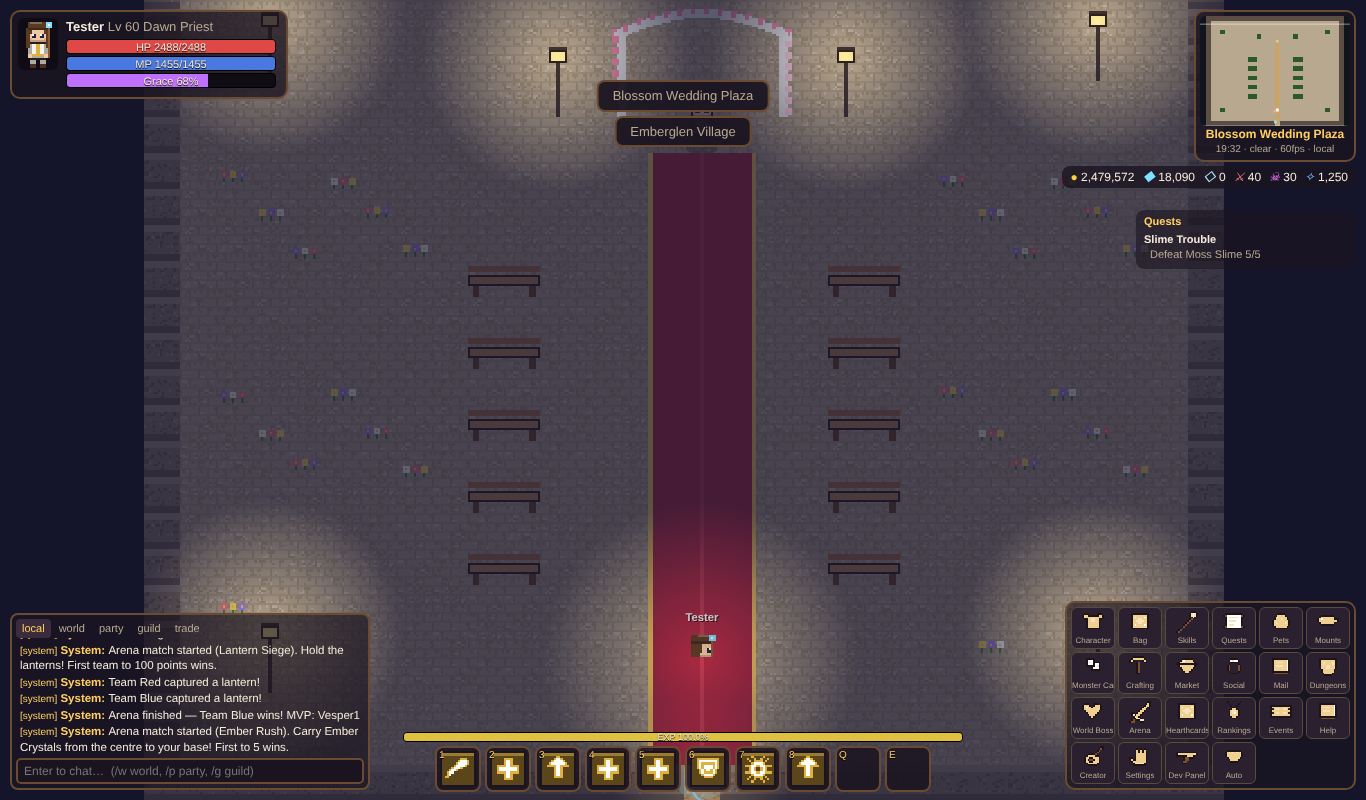 Tester Lv 60 Dawn Priest
HP 2488/2488
MP 1455/1455
Grace 68%
Blossom Wedding Plaza
Emberglen Village
Blossom Wedding Plaza
19:32 · clear · 60fps · local
2,479,572 18,090 0 40 30 1,250
Quests
Slime Trouble
Defeat Moss Slime 5/5
Tester
local world party guild trade
[system] System: Arena match started (Lantern Siege). Hold the
lanterns! First team to 100 points wins.
[system] System: Team Red captured a lantern!
[system] System: Team Blue captured a lantern!
[system] System: Arena finished — Team Blue wins! MVP: Vesper1
[system] System: Arena match started (Ember Rush). Carry Ember
Crystals from the centre to your base! First to 5 wins.
Enter to chat… (/w world, /p party, /g guild)
EXP 100.0%
1 2 3 4 5 6 7 8 Q E
Character Bag Skills Quests Pets Mounts
Monster Ca Crafting Market Social Mail Dungeons
World Boss Arena Hearthcards Rankings Events Help
Creator Settings Dev Panel Auto